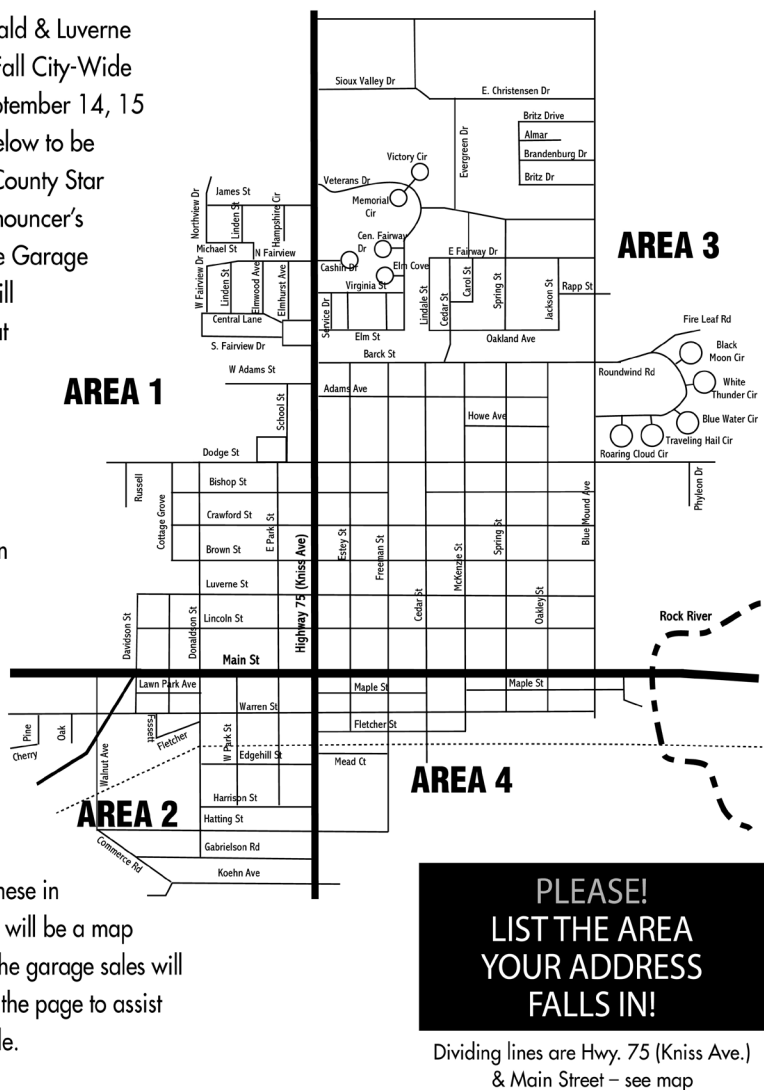 ald & Luverne
Fall City-Wide
ptember 14, 15
elow to be
County Star
nouncer's
e Garage
ill
at
n
Sioux Valley Dr
E. Christensen Dr
Britz Drive
Almar
Brandenburg Dr
Britz Dr
Evergreen Dr
Victory Cir
Veterans Dr
Memorial
Cir
Cen. Fairway
Dr
Cashin Dr
Elm Cove
Virginia St
E Fairway Dr
Northview Dr
James St
Linden St
Hampshire Cir
Michael St
N Fairview
W Fairview Dr
Linden St
Elmwood Ave
Elmhurst Ave
Central Lane
S. Fairview Dr
Service Dr
Lindale St
Cedar St
Carol St
Spring St
Jackson St
Rapp St
AREA 3
Elm St
Oakland Ave
Barck St
Fire Leaf Rd
Black
Moon Cir
Roundwind Rd
White
Thunder Cir
Blue Water Cir
Traveling Hail Cir
Roaring Cloud Cir
W Adams St
Adams Ave
AREA 1
School St
Howe Ave
Dodge St
Russell
Cottage Grove
Bishop St
Crawford St
E Park St
Brown St
Highway 75 (Kniss Ave)
Estey St
Freeman St
Cedar St
McKenzie St
Spring St
Oakley St
Blue Mound Ave
Phyleon Dr
Luverne St
Davidson St
Donaldson St
Lincoln St
Main St
Rock River
Lawn Park Ave
Maple St
Maple St
Warren St
Pine
Oak
Cherry
Fssett
Fletcher
W Park St
Fletcher St
Walnut Ave
Edgehill St
Mead Ct
AREA 4
Harrison St
AREA 2
Hatting St
Commerce Rd
Gabrielson Rd
Koehn Ave
hese in
will be a map
he garage sales will
the page to assist
le.
PLEASE!
LIST THE AREA
YOUR ADDRESS
FALLS IN!
Dividing lines are Hwy. 75 (Kniss Ave.)
& Main Street – see map